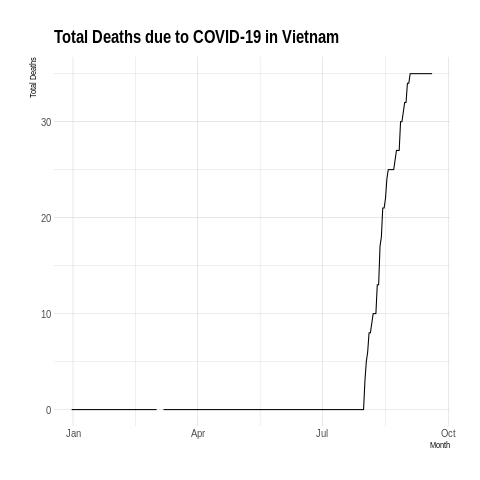 Total Deaths due to COVID-19 in Vietnam
Total Deaths
30
20
10
0
Jan Apr Jul Oct
Month